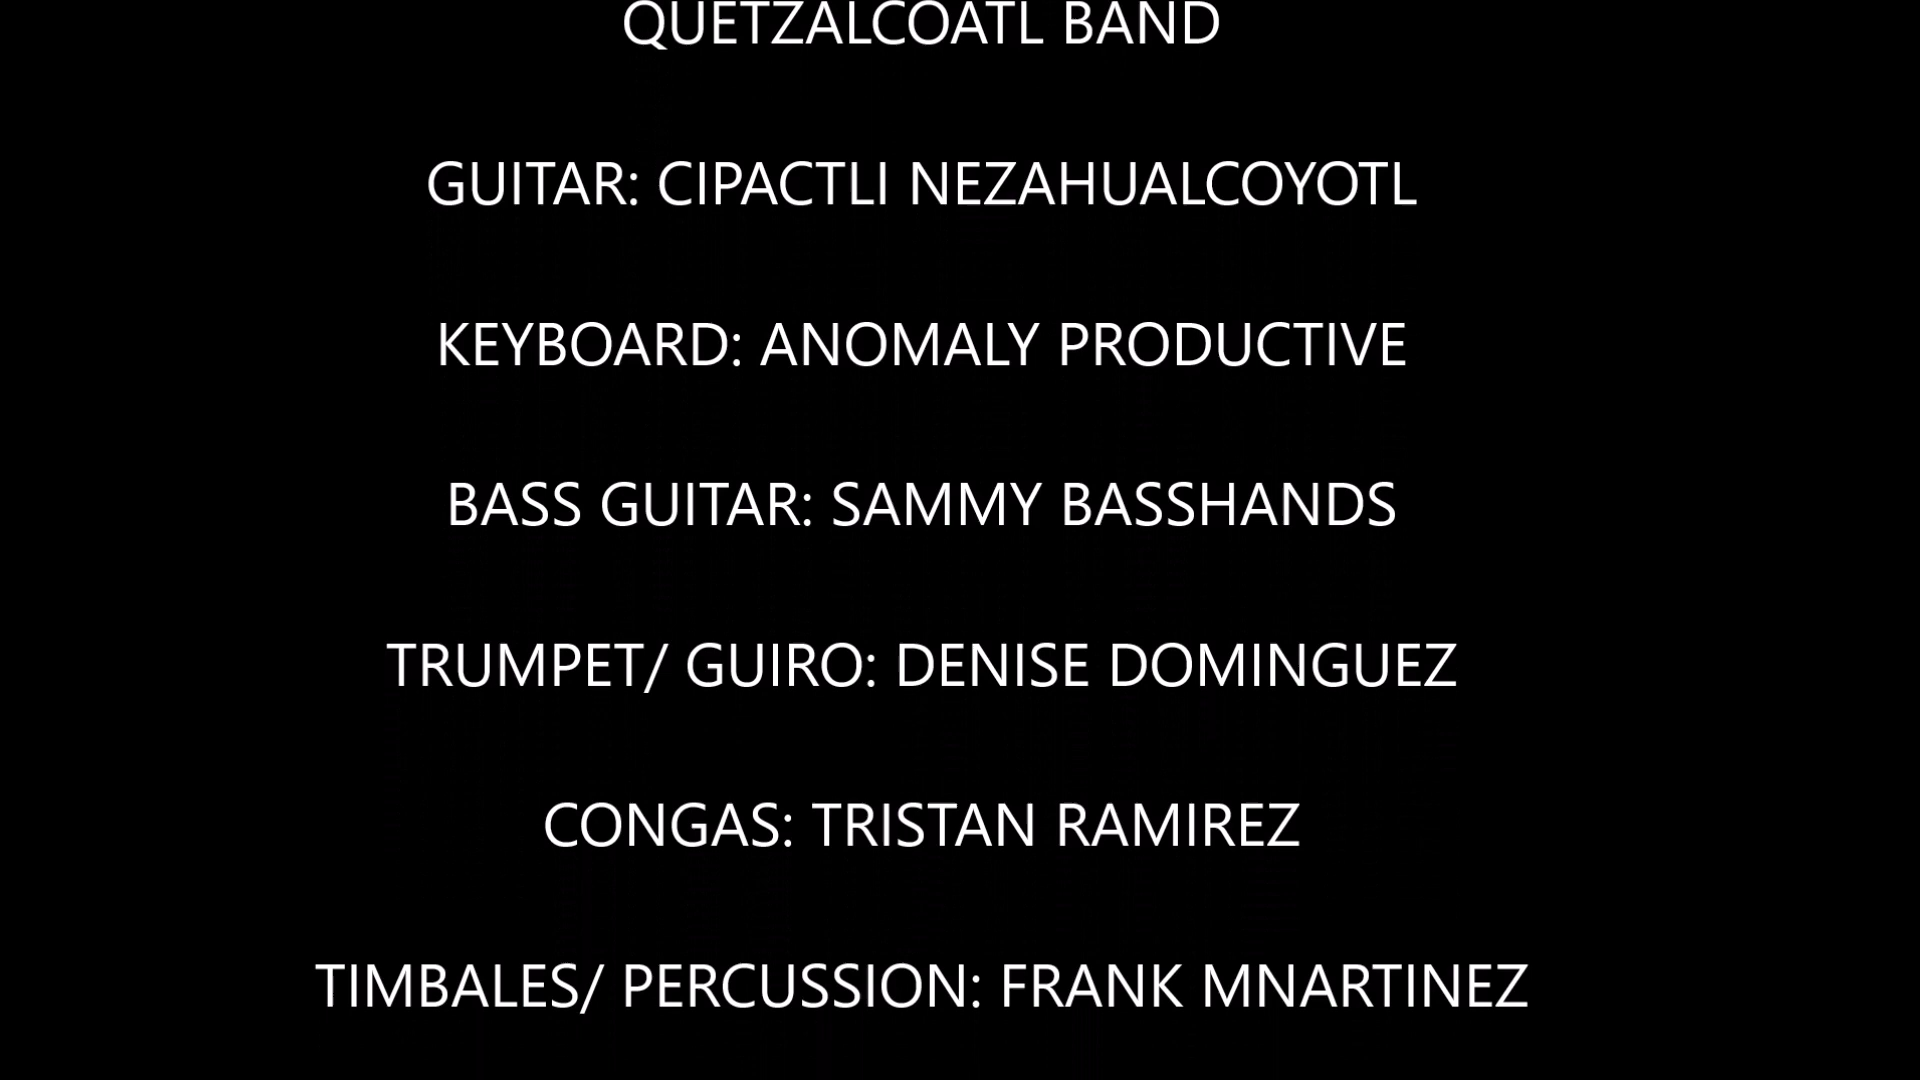 QUETZALCOATL BAND
GUITAR: CIPACTLI NEZAHUALCOYOTL
KEYBOARD: ANOMALY PRODUCTIVE
BASS GUITAR: SAMMY BASSHANDS
TRUMPET/ GUIRO: DENISE DOMINGUEZ
CONGAS: TRISTAN RAMIREZ
TIMBALES/ PERCUSSION: FRANK MNARTINEZ